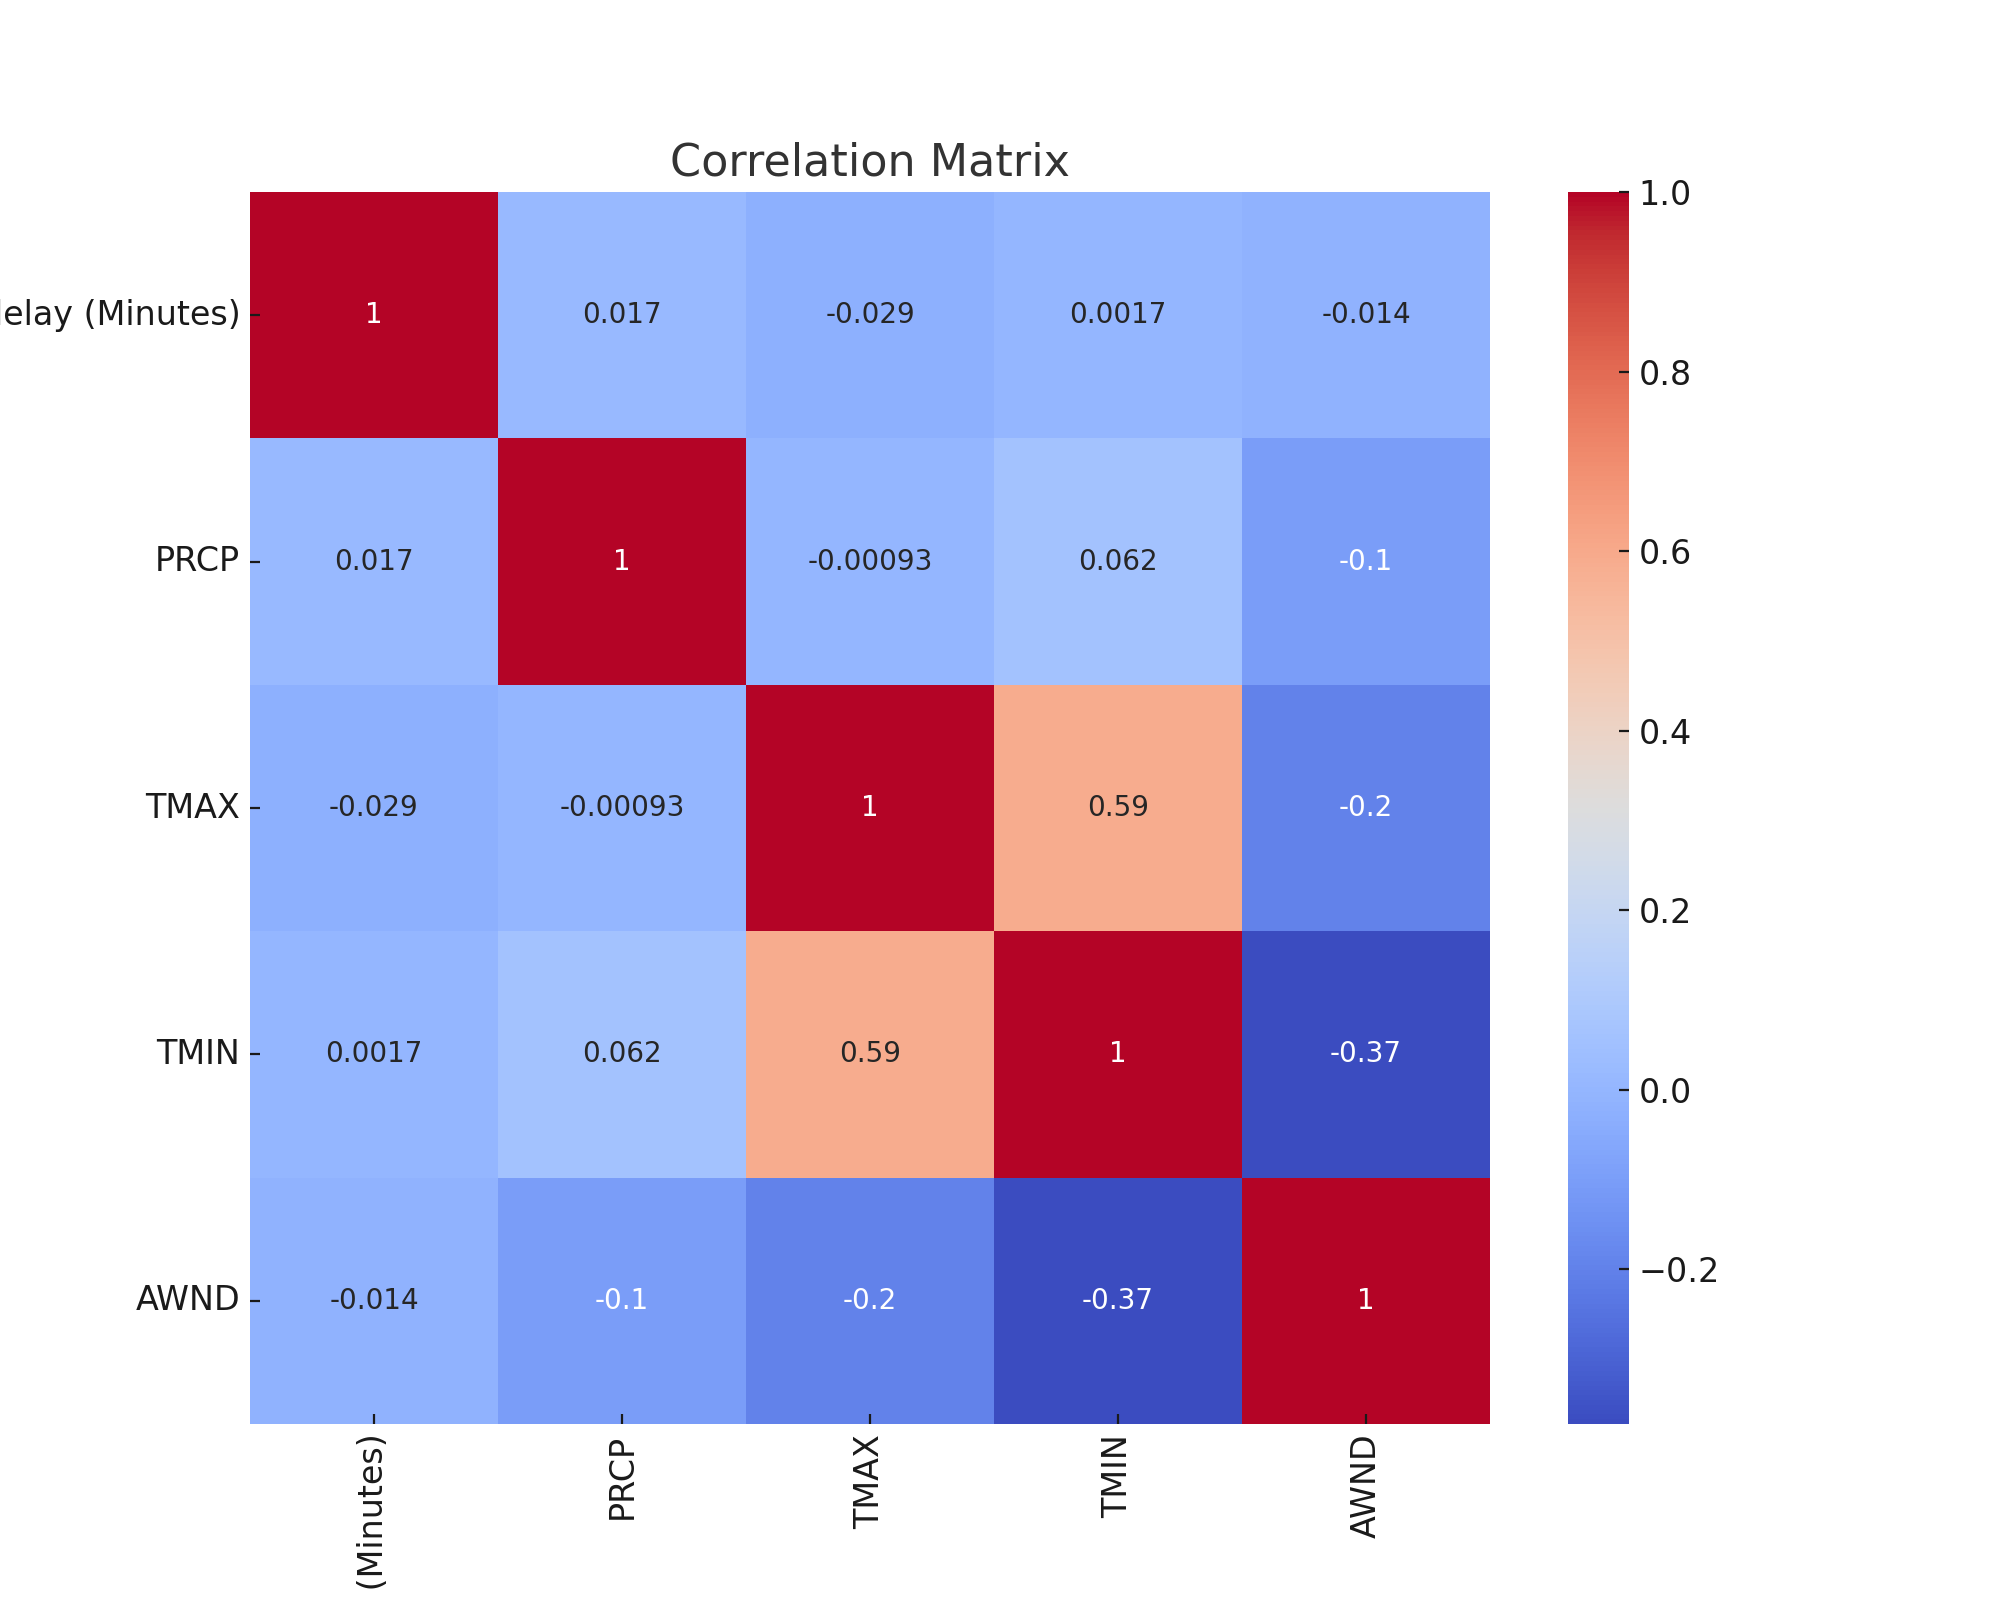 Correlation Matrix
elay (Minutes) 1 0.017 -0.029 0.0017 -0.014
PRCP 0.017 1 -0.00093 0.062 -0.1
TMAX -0.029 -0.00093 1 0.59 -0.2
TMIN 0.0017 0.062 0.59 1 -0.37
AWND -0.014 -0.1 -0.2 -0.37 1
(Minutes) PRCP TMAX TMIN AWND
1.0
0.8
0.6
0.4
0.2
0.0
−0.2